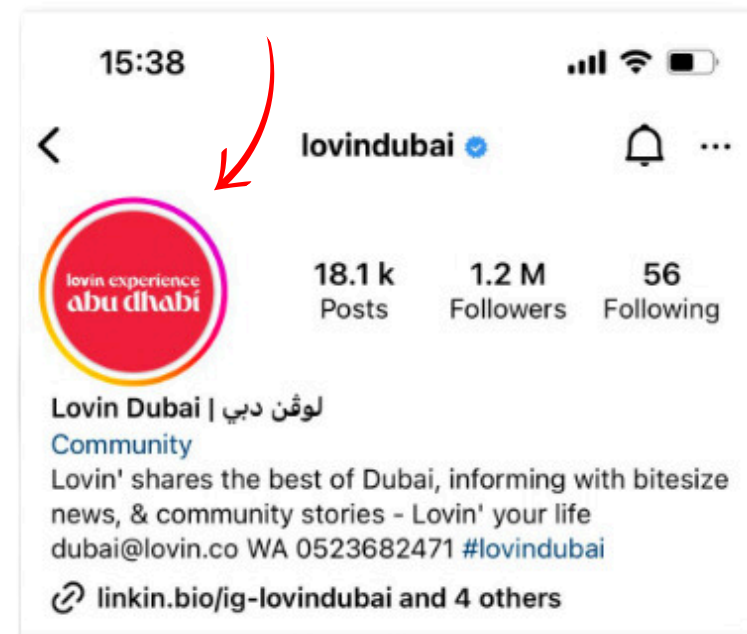 15:38
lovindubai
lovin experience
abu dhabi
18.1 k
Posts
1.2 M
Followers
56
Following
Lovin Dubai | لوڤن دبي
Community
Lovin' shares the best of Dubai, informing with bitesize
news, & community stories - Lovin' your life
dubai@lovin.co WA 0523682471 #lovindubai
linkin.bio/ig-lovindubai and 4 others